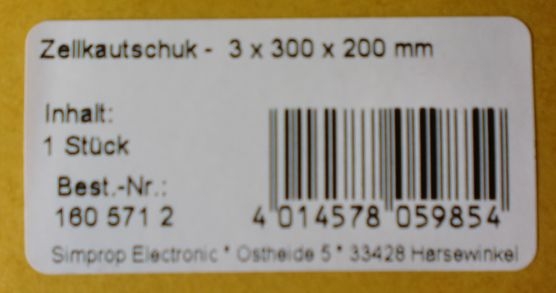 Zellkautschuk - 3 x 300 x 200 mm
Inhalt:
1 Stück
Best.-Nr.:
160 571 2
4 014578 059854
Simprop Electronic * Ostheide 5 * 33428 Harsewinkel